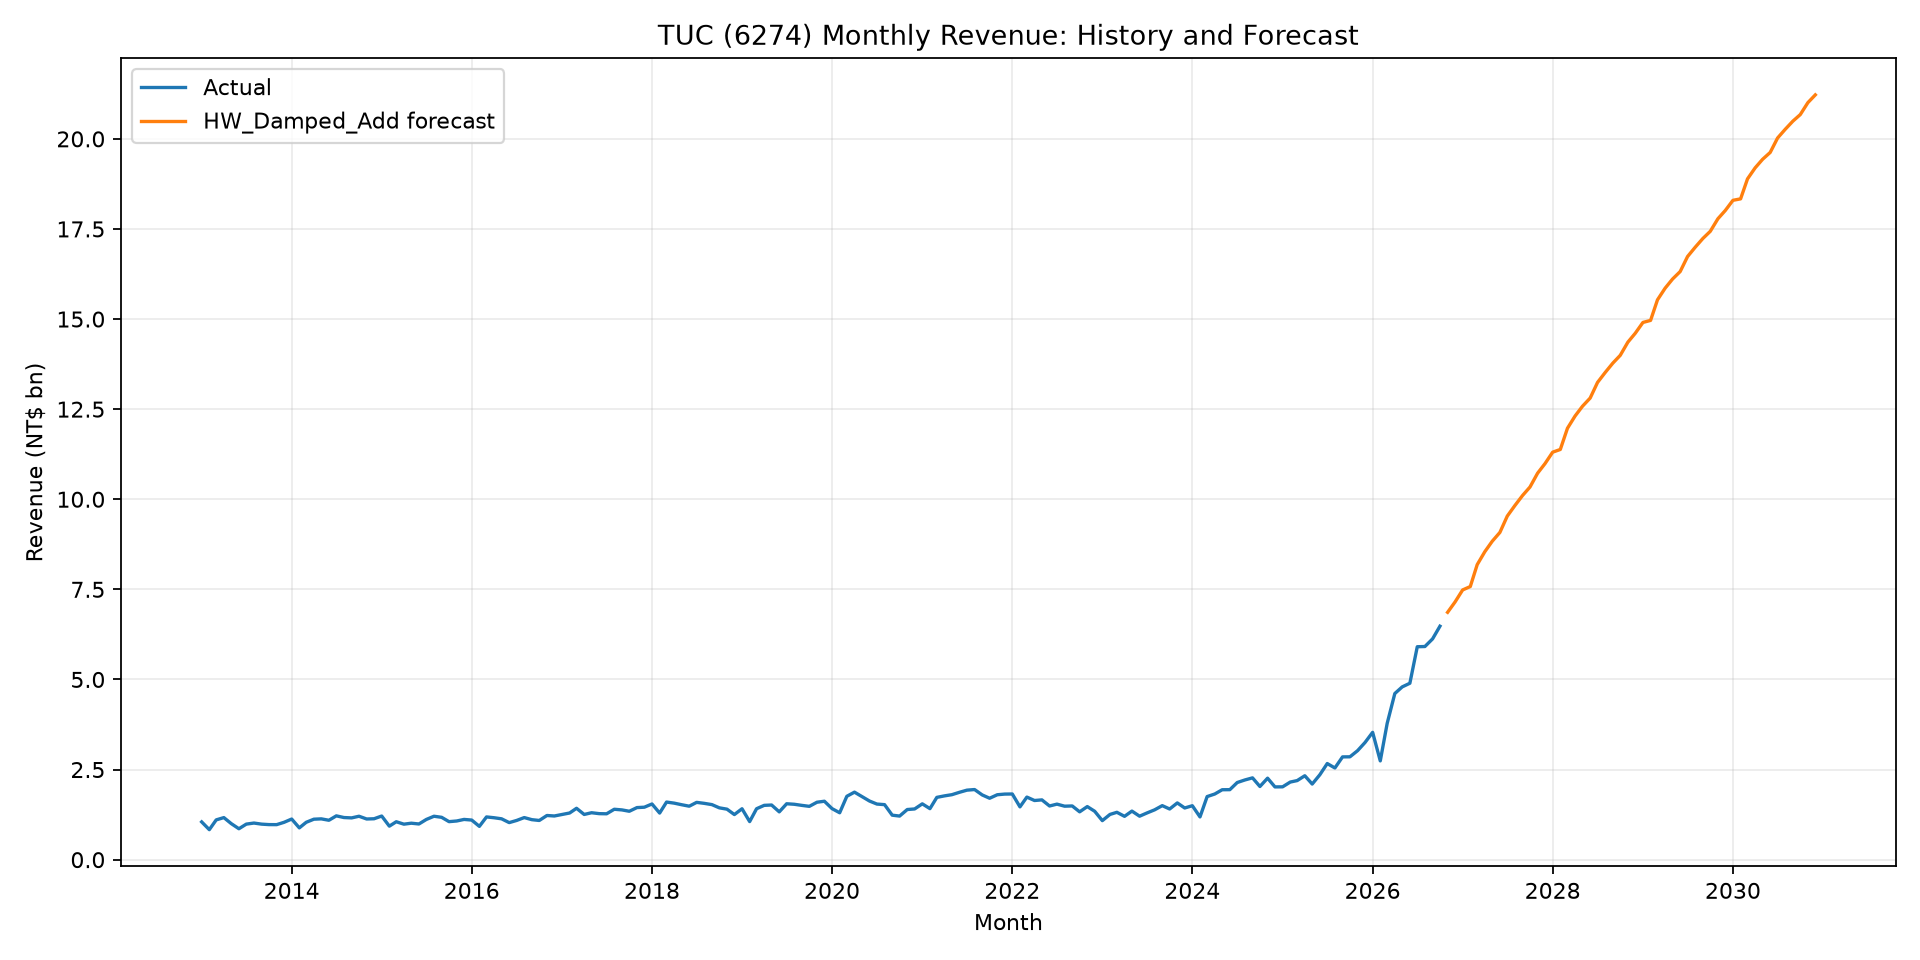 TUC (6274) Monthly Revenue: History and Forecast
Actual
HW_Damped_Add forecast
20.0
17.5
15.0
12.5
10.0
7.5
5.0
2.5
0.0
Revenue (NT$ bn)
2014 2016 2018 2020 2022 2024 2026 2028 2030
Month